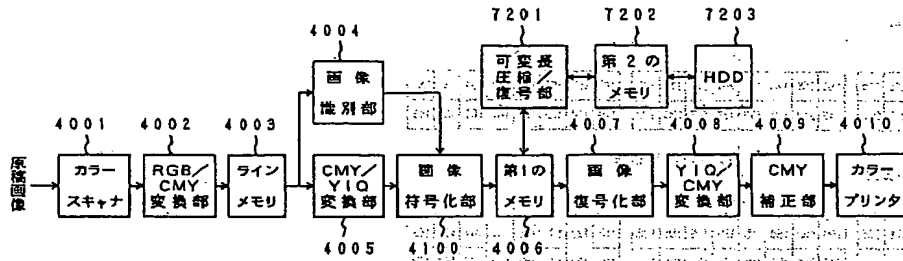 7201
7202
7203
4004
可変長
圧縮/
復号部
第2の
メモリ
HDD
画像
識別部
4001
4002
4003
4007
4008
4009
4010
原稿画像
カラー
スキャナ
RGB/
CMY
変換部
ライン
メモリ
CMY/
YIQ
変換部
画像
符号化部
第1の
メモリ
画像
復号化部
YIQ/
CMY
変換部
CMY
補正部
カラー
プリンタ
4005
4100
4006